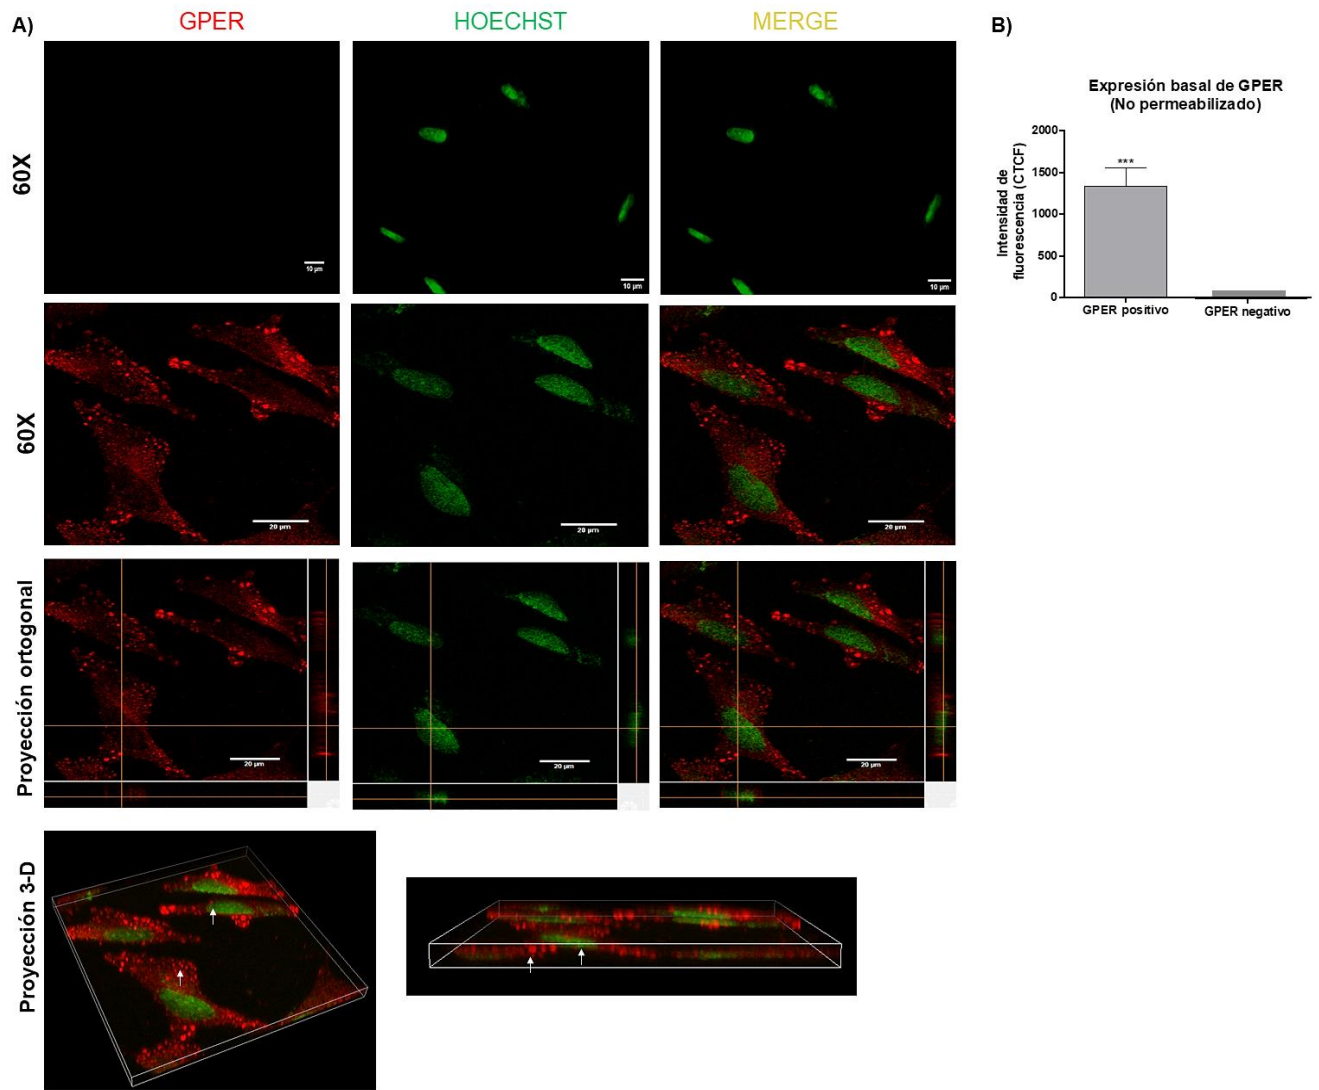 A)
GPER
HOECHST
MERGE
B)
60X
10 µm
10 µm
10 µm
Expresión basal de GPER
(No permeabilizado)
Intensidad de
fluorescencia (CTCF)
2000
1500
1000
500
0
***
GPER positivo
GPER negativo
60X
20 µm
20 µm
20 µm
Proyección ortogonal
20 µm
20 µm
20 µm
Proyección 3-D